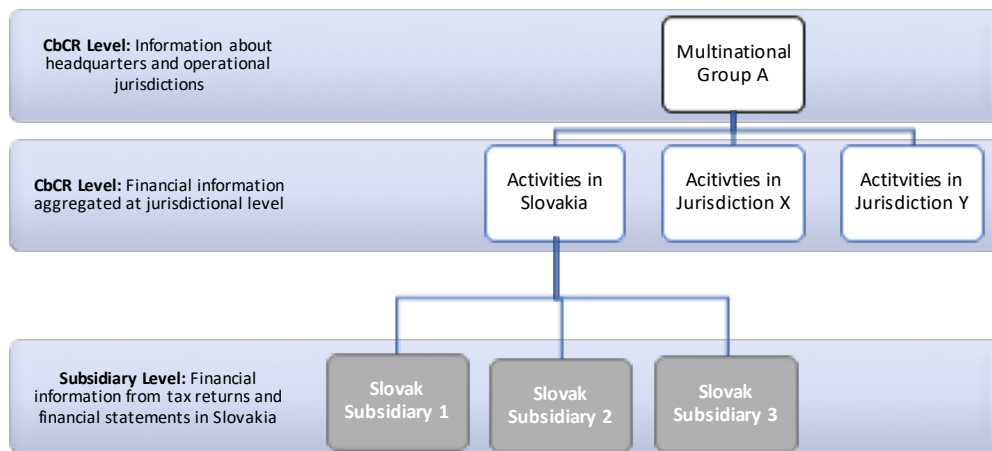 CbCR Level: Information about
headquarters and operational
jurisdictions
Multinational
Group A
CbCR Level: Financial information
aggregated at jurisdictional level
Activities in
Slovakia
Acitivties in
Jurisdiction X
Actitvities in
Jurisdiction Y
Subsidiary Level: Financial
information from tax returns and
financial statements in Slovakia
Slovak
Subsidiary 1
Slovak
Subsidiary 2
Slovak
Subsidiary 3